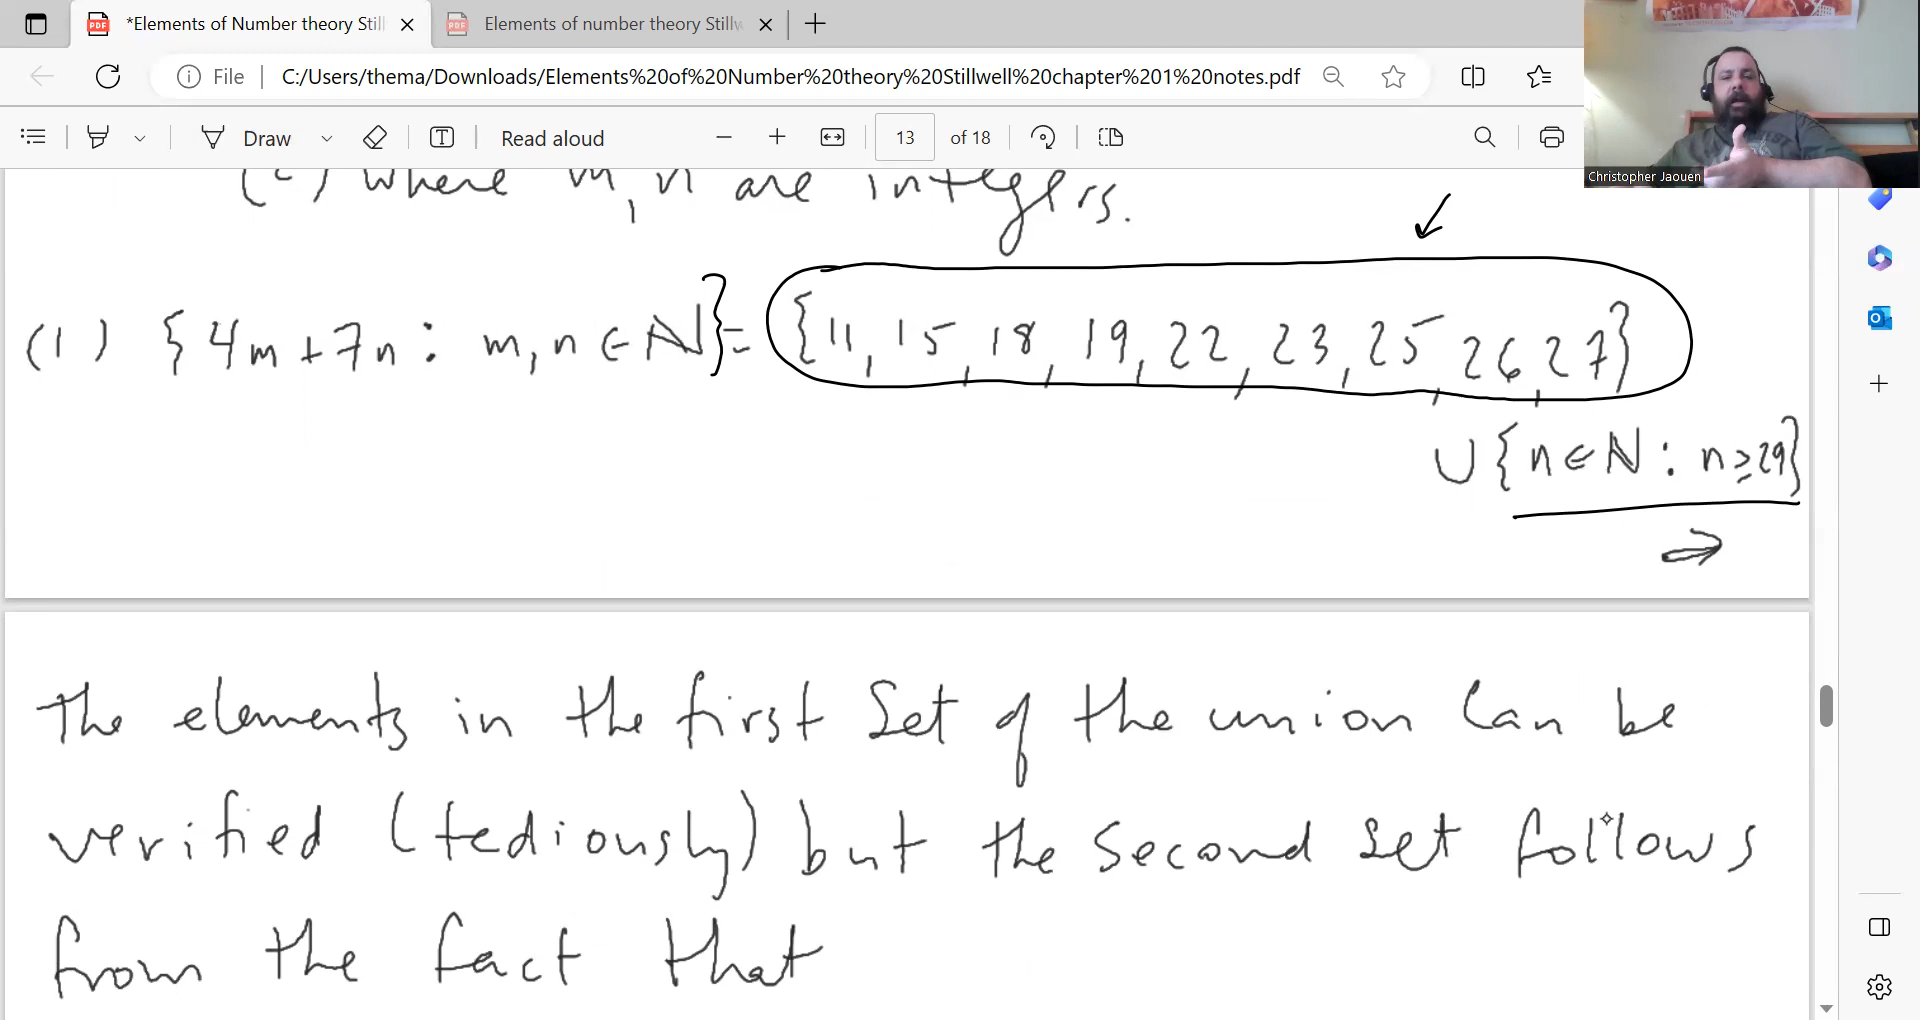 *Elements of Number theory Still
Elements of number theory Stillw
File
C:/Users/thema/Downloads/Elements%20of%20Number%20theory%20Stillwell%20chapter%201%20notes.pdf
Draw
Read aloud
13 of 18
Christopher Jaouen
(2) where m, n are integers.
(1) {4m+7n : m, n ∈ ℕ} = {11, 15, 18, 19, 22, 23, 25, 26, 27}
∪ {n ∈ ℕ : n ≥ 29}
The elements in the first set of the union can be
verified (tediously) but the second set follows
from the fact that